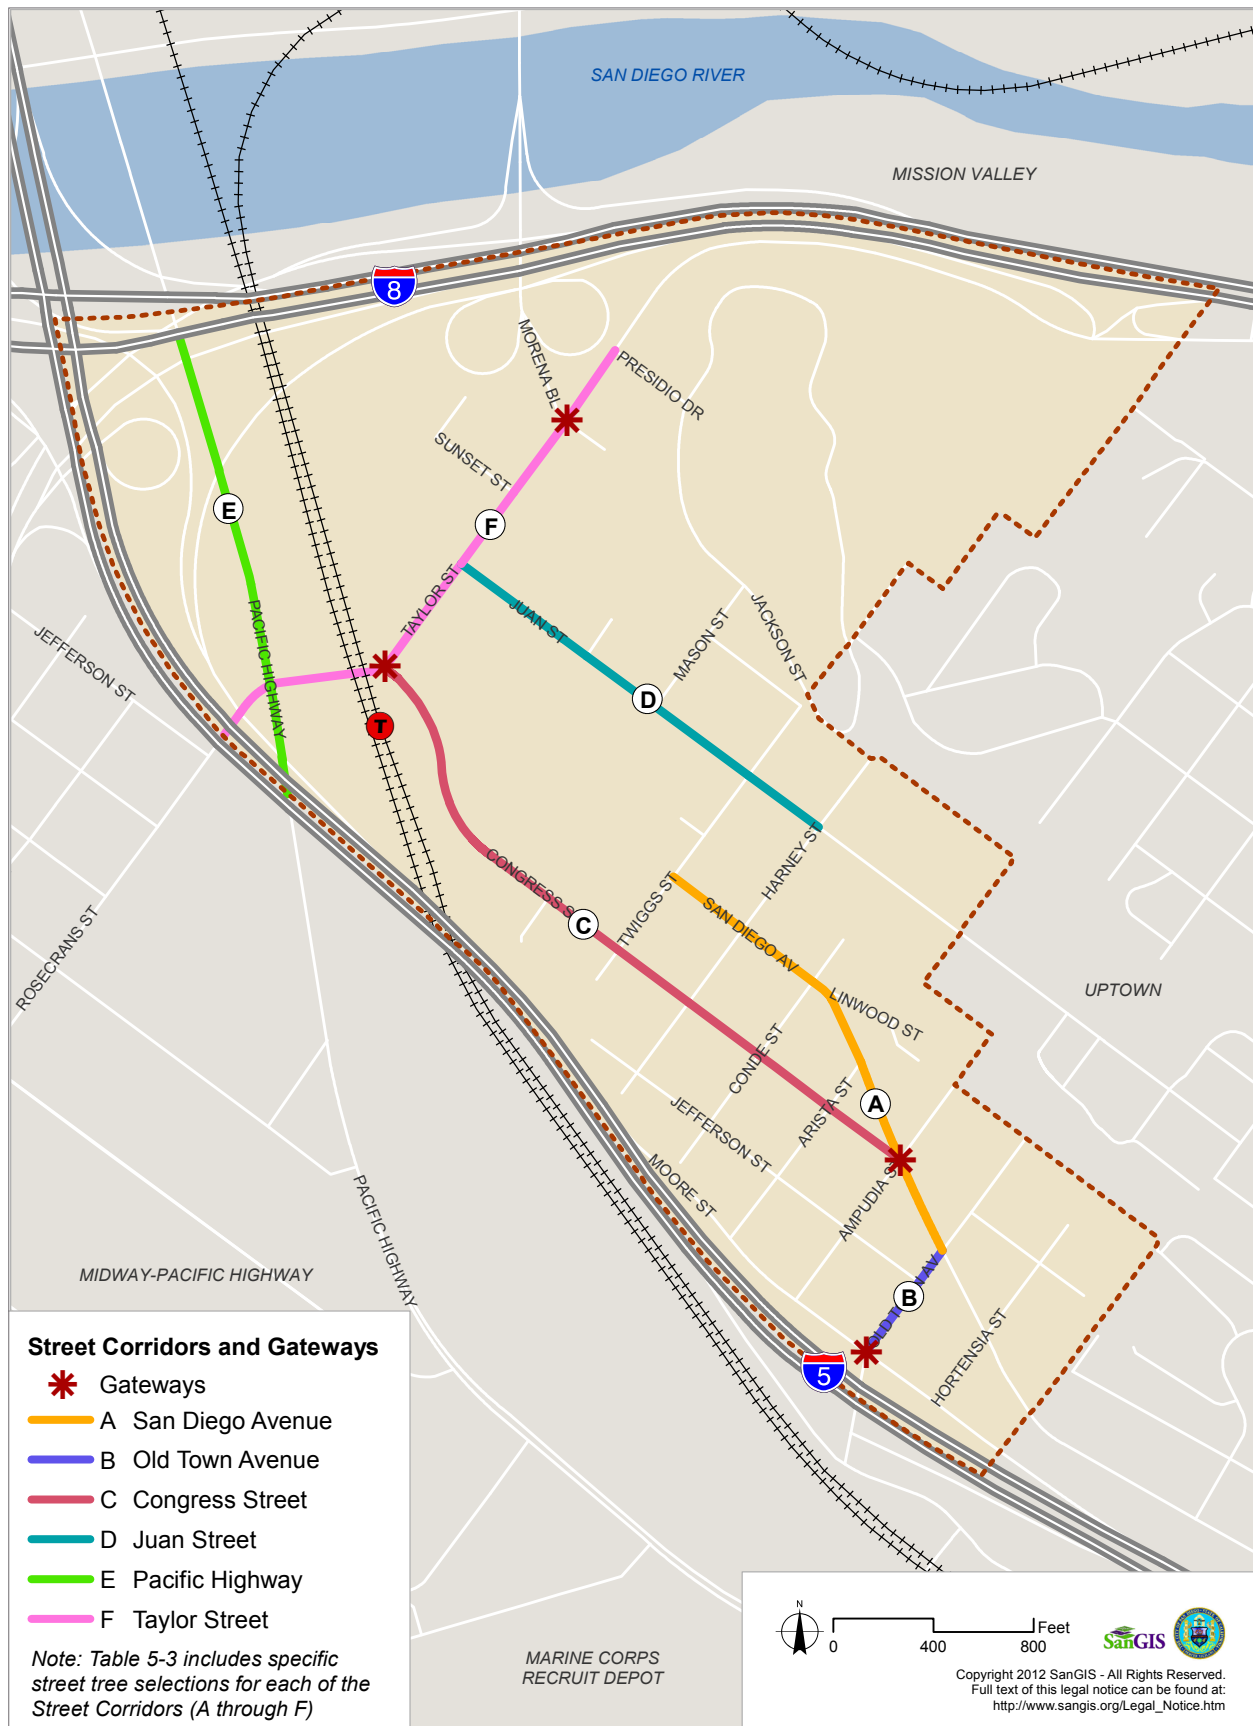 SAN DIEGO RIVER
MISSION VALLEY
8
MORENA BL
PRESIDIO DR
SUNSET ST
E
F
TAYLOR ST
JUAN ST
PACIFIC HIGHWAY
JEFFERSON ST
MASON ST
JACKSON ST
D
T
HARNEY ST
CONGRESS S
TWIGGS ST
C
SAN DIEGO AV
ROSECRANS ST
UPTOWN
LINWOOD ST
CONDE ST
ARISTA ST
A
JEFFERSON ST
MOORE ST
AMPUDIA S
PACIFIC HIGHWAY
MIDWAY-PACIFIC HIGHWAY
B
AV
HORTENSIA ST
5
Street Corridors and Gateways
Gateways
A San Diego Avenue
B Old Town Avenue
C Congress Street
D Juan Street
E Pacific Highway
F Taylor Street
Note: Table 5-3 includes specific
street tree selections for each of the
Street Corridors (A through F)
MARINE CORPS
RECRUIT DEPOT
N
Feet
0 400 800
SanGIS
Copyright 2012 SanGIS - All Rights Reserved.
Full text of this legal notice can be found at:
http://www.sangis.org/Legal_Notice.htm